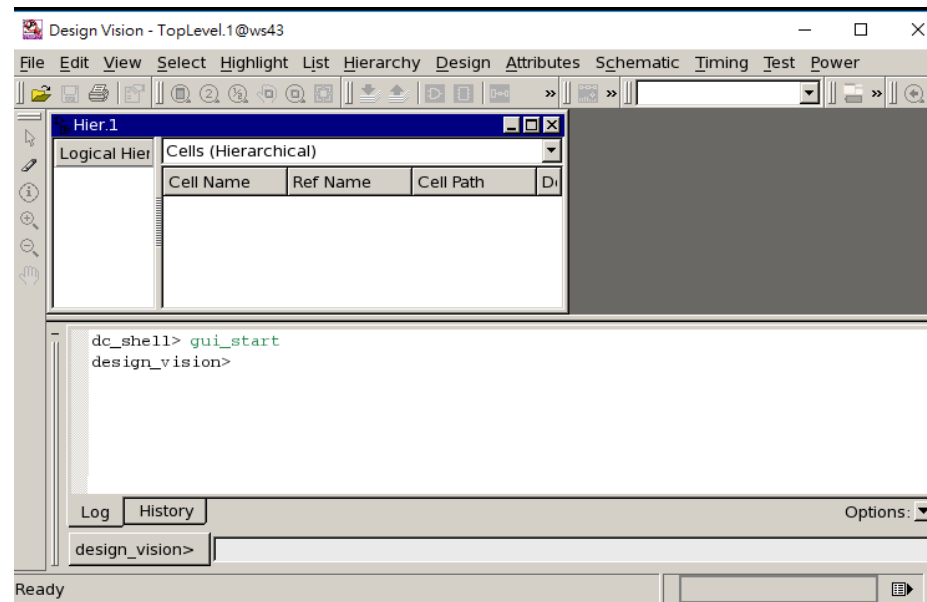 Design Vision - TopLevel.1@ws43
File Edit View Select Highlight List Hierarchy Design Attributes Schematic Timing Test Power
Hier.1
Logical Hier
Cells (Hierarchical)
Cell Name Ref Name Cell Path
dc_shell> gui_start
design_vision>
Log History Options:
design_vision>
Ready